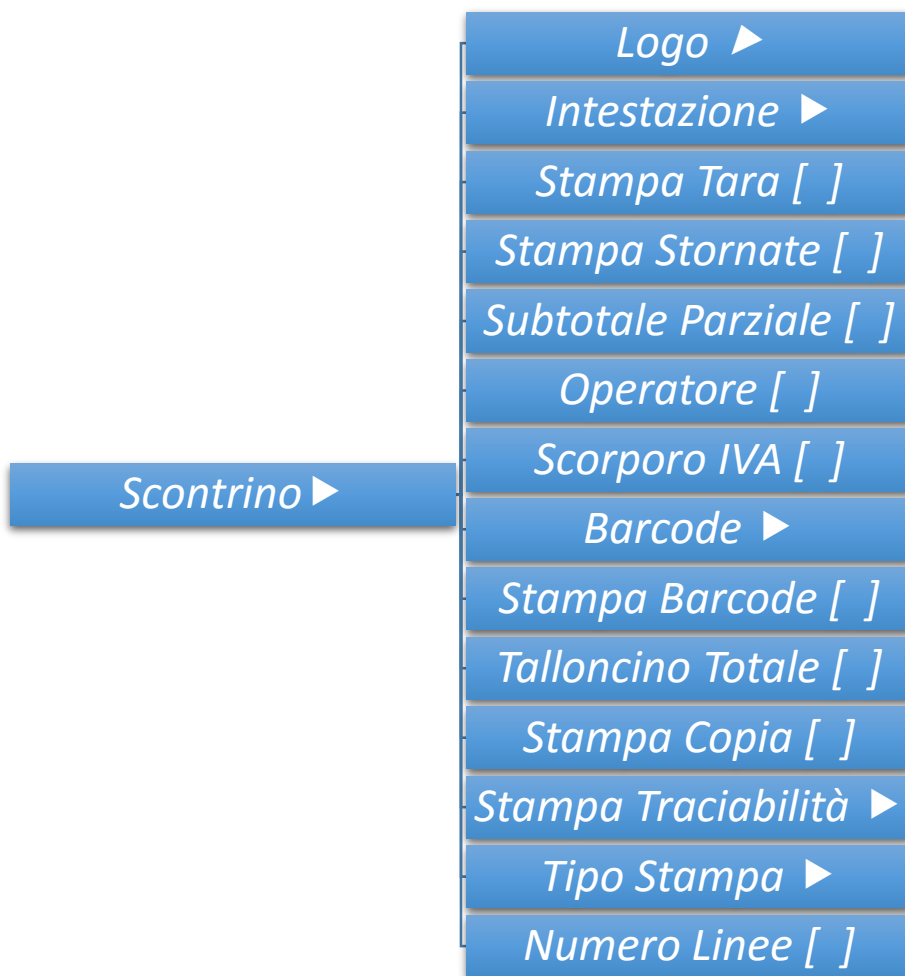 Logo ▶
Intestazione ▶
Stampa Tara [ ]
Stampa Stornate [ ]
Subtotale Parziale [ ]
Operatore [ ]
Scorporo IVA [ ]
Scontrino ▶
Barcode ▶
Stampa Barcode [ ]
Talloncino Totale [ ]
Stampa Copia [ ]
Stampa Traciabilità ▶
Tipo Stampa ▶
Numero Linee [ ]